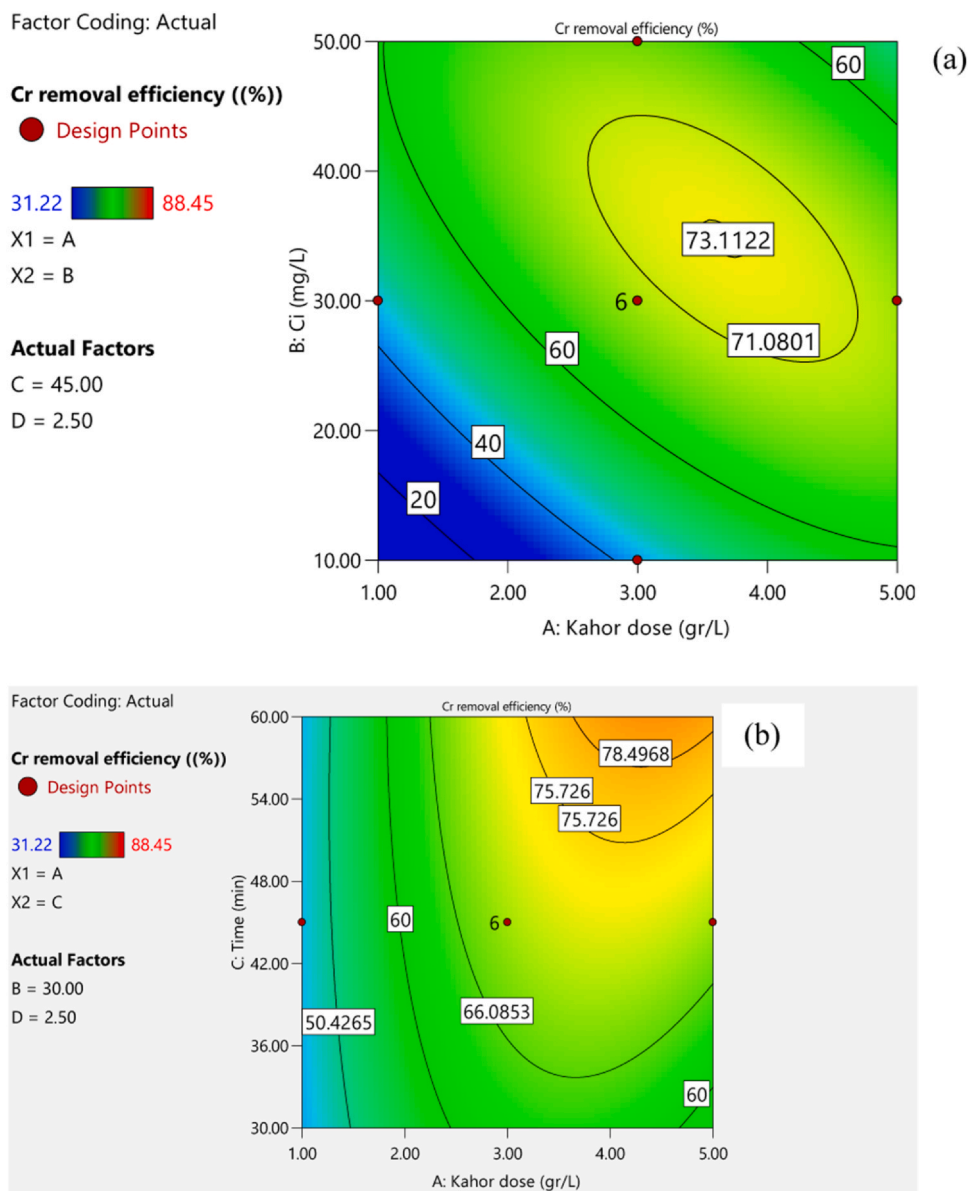 Factor Coding: Actual
Cr removal efficiency ((%))
Design Points
31.22 88.45
X1 = A
X2 = B
Actual Factors
C = 45.00
D = 2.50
Cr removal efficiency (%)
(a)
50.00
40.00
30.00
20.00
10.00
B: Ci (mg/L)
60
73.1122
6
71.0801
60
40
20
1.00 2.00 3.00 4.00 5.00
A: Kahor dose (gr/L)
Factor Coding: Actual
Cr removal efficiency ((%))
Design Points
31.22 88.45
X1 = A
X2 = C
Actual Factors
B = 30.00
D = 2.50
Cr removal efficiency (%)
(b)
60.00
54.00
48.00
42.00
36.00
30.00
C: Time (min)
78.4968
75.726
75.726
60
6
66.0853
50.4265
60
1.00 2.00 3.00 4.00 5.00
A: Kahor dose (gr/L)